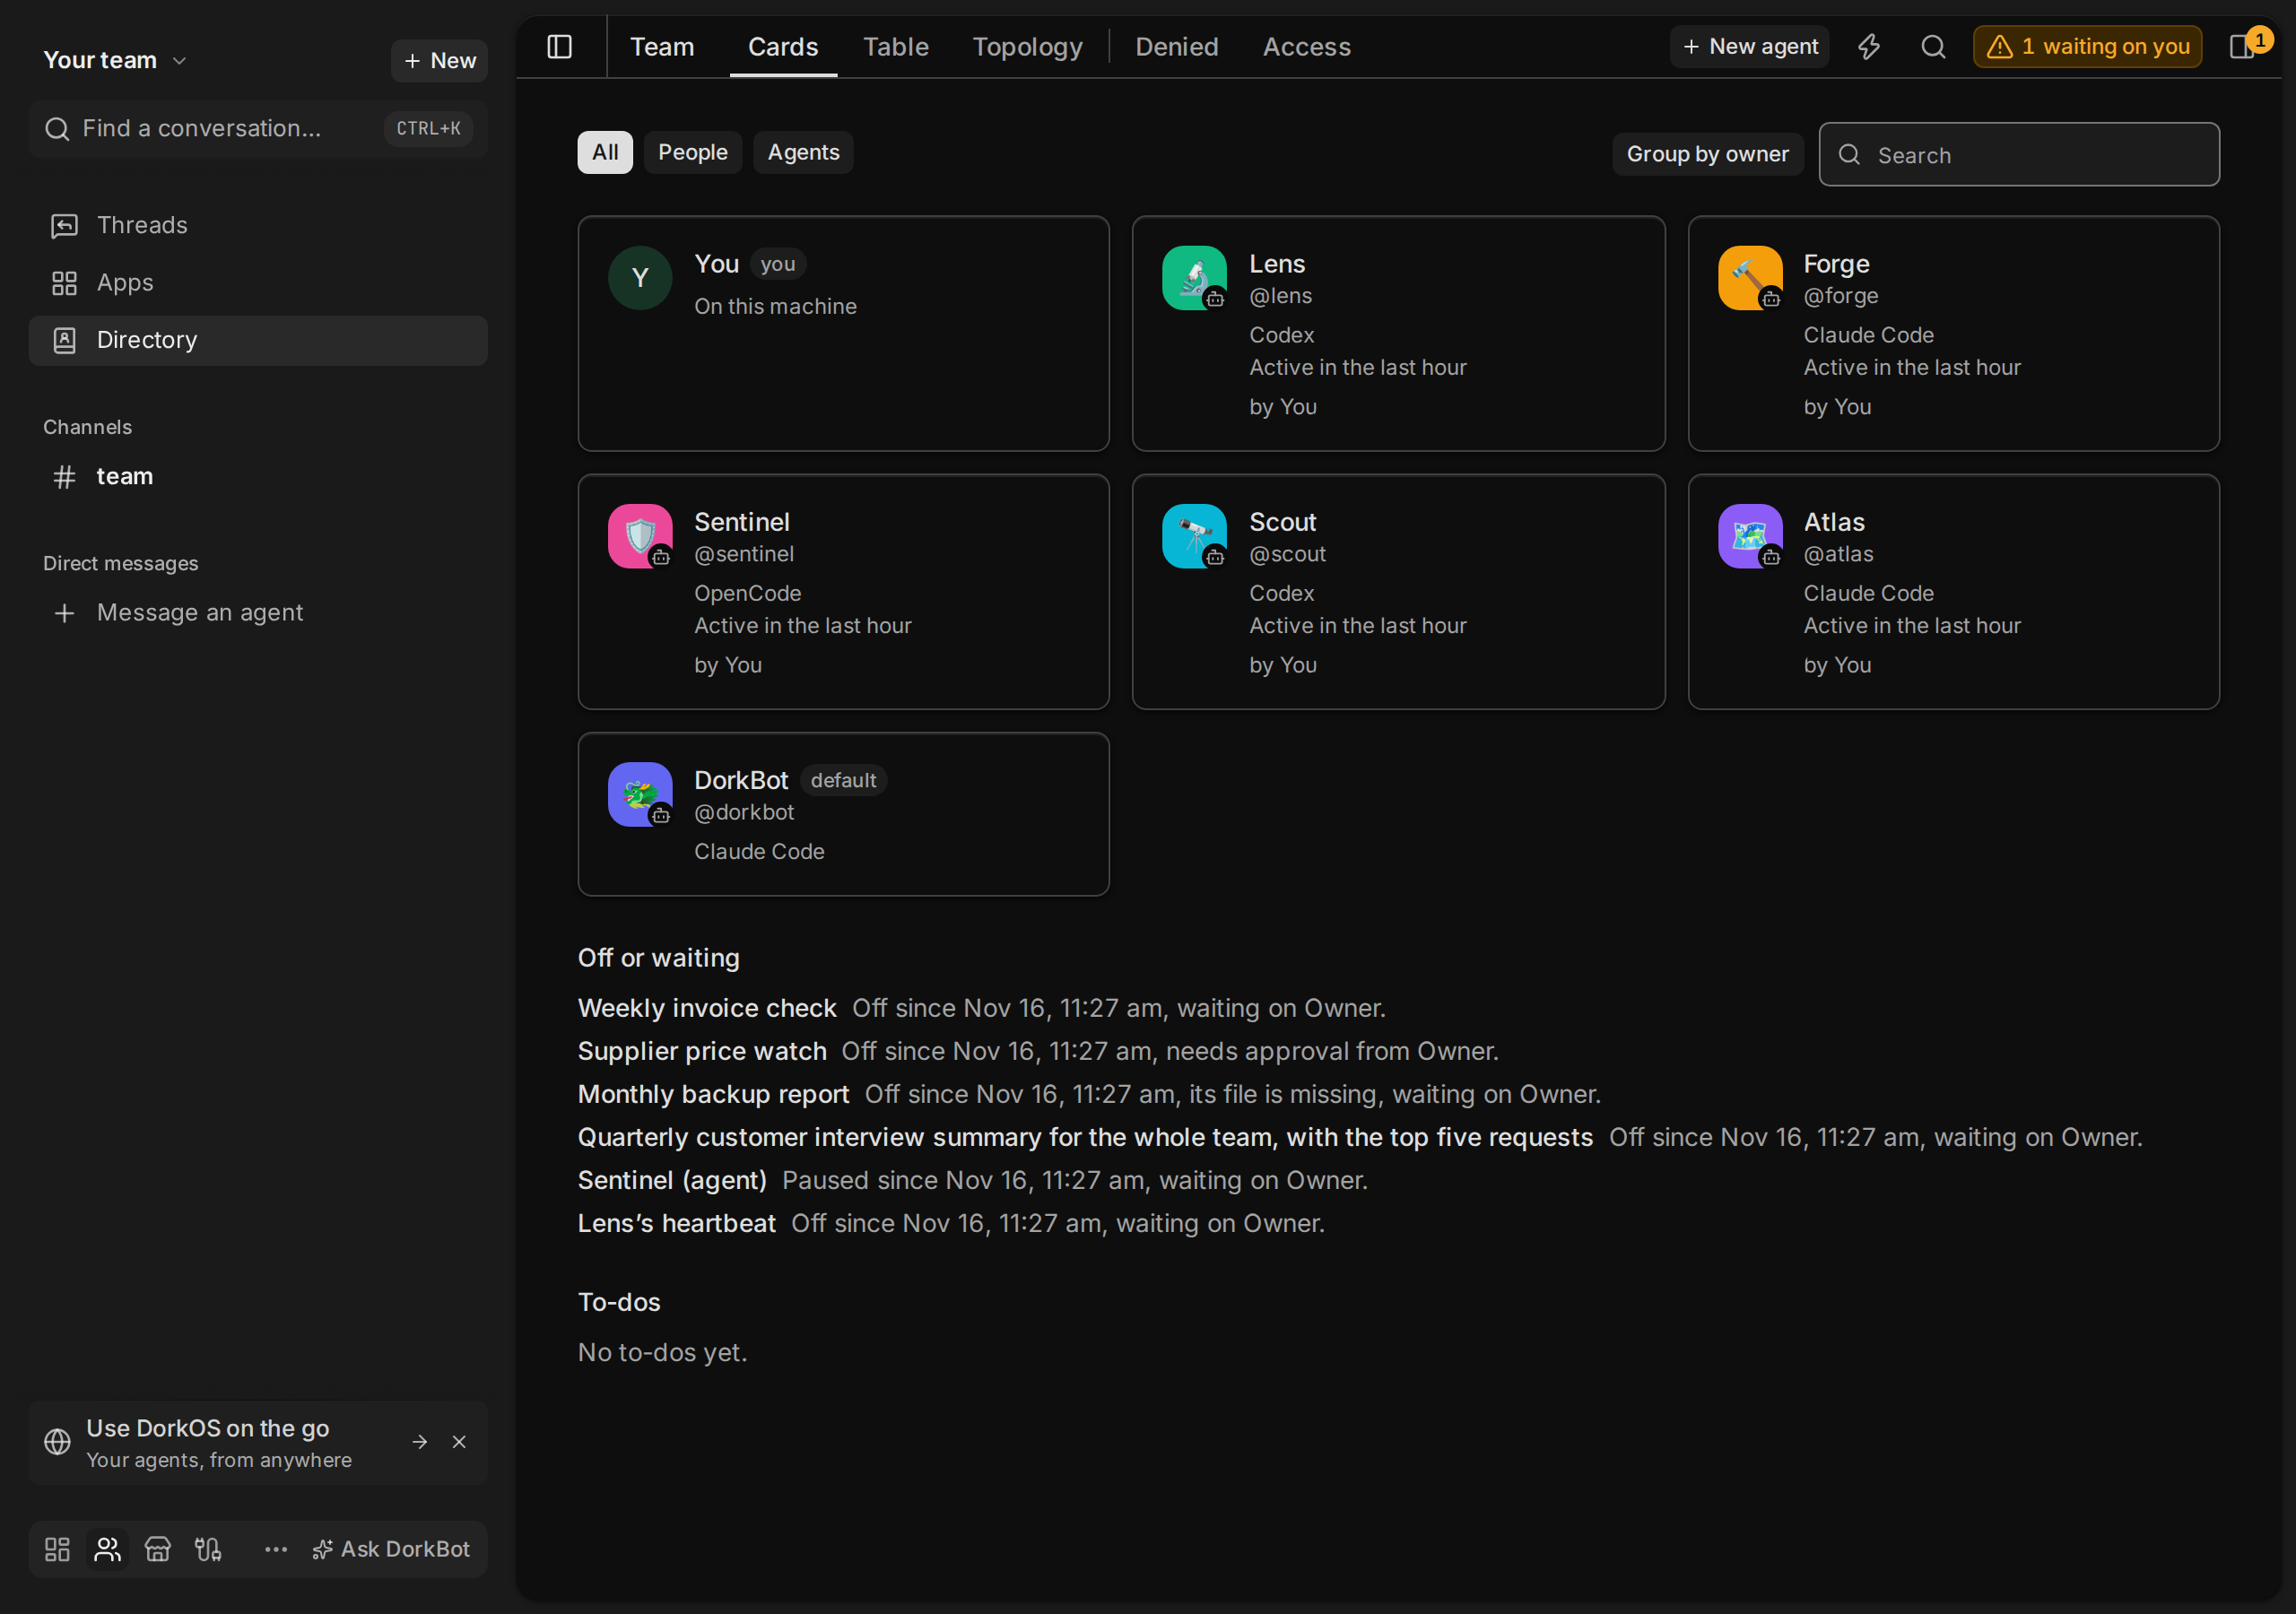 Your team
+ New
Find a conversation...
CTRL+K
Threads
Apps
Directory
Channels
# team
Direct messages
+ Message an agent
Use DorkOS on the go
Your agents, from anywhere
Ask DorkBot
Team
Cards
Table
Topology
Denied
Access
+ New agent
1 waiting on you
1
All
People
Agents
Group by owner
Search
Y
You you
On this machine
Lens
@lens
Codex
Active in the last hour
by You
Forge
@forge
Claude Code
Active in the last hour
by You
Sentinel
@sentinel
OpenCode
Active in the last hour
by You
Scout
@scout
Codex
Active in the last hour
by You
Atlas
@atlas
Claude Code
Active in the last hour
by You
DorkBot default
@dorkbot
Claude Code
Off or waiting
Weekly invoice check Off since Nov 16, 11:27 am, waiting on Owner.
Supplier price watch Off since Nov 16, 11:27 am, needs approval from Owner.
Monthly backup report Off since Nov 16, 11:27 am, its file is missing, waiting on Owner.
Quarterly customer interview summary for the whole team, with the top five requests Off since Nov 16, 11:27 am, waiting on Owner.
Sentinel (agent) Paused since Nov 16, 11:27 am, waiting on Owner.
Lens’s heartbeat Off since Nov 16, 11:27 am, waiting on Owner.
To-dos
No to-dos yet.